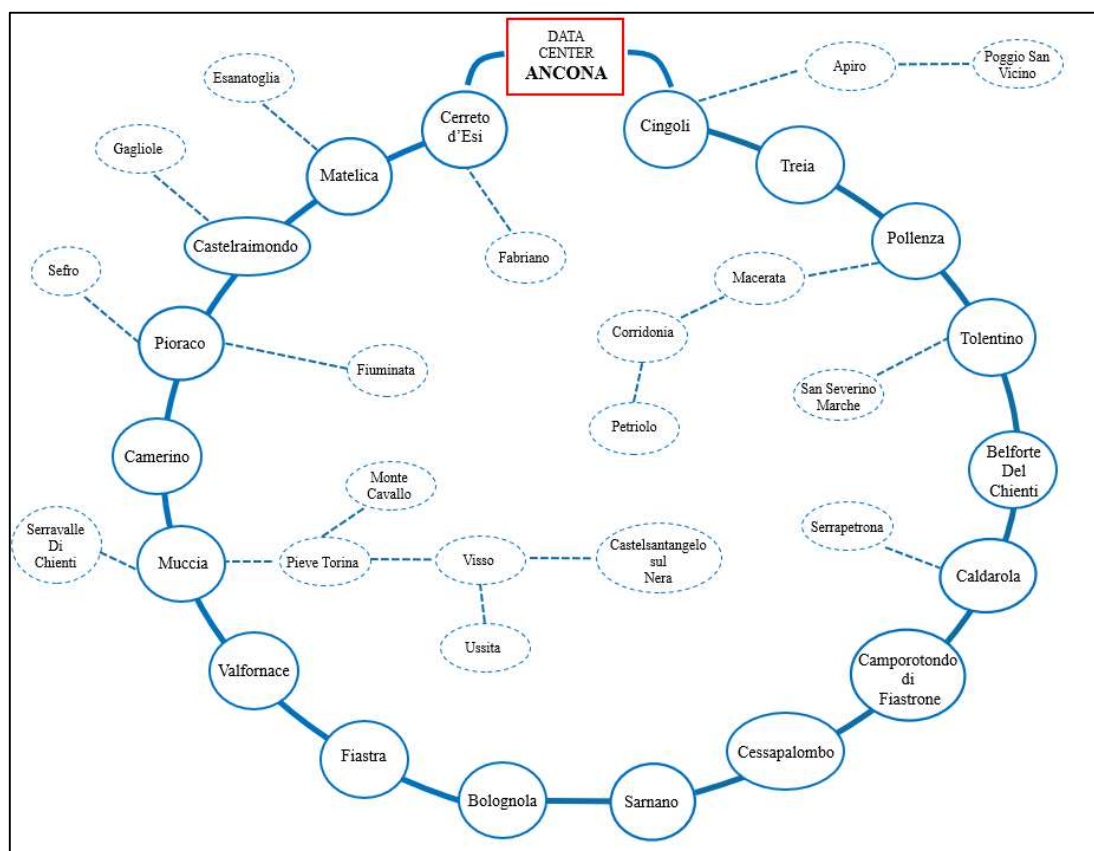 DATA
CENTER
ANCONA
Esanatoglia
Apiro
Poggio San
Vicino
Cerreto
d'Esi
Cingoli
Gagliole
Matelica
Treia
Castelraimondo
Fabriano
Pollenza
Sefro
Macerata
Pioraco
Fiuminata
Corridonia
Tolentino
San Severino
Marche
Petriolo
Camerino
Belforte
Del
Chienti
Monte
Cavallo
Serravalle
Di
Chienti
Muccia
Pieve Torina
Visso
Castelsantangelo
sul
Nera
Serrapetrona
Caldarola
Ussita
Valfornace
Camporotondo
di
Fiastrone
Fiastra
Cessapalombo
Bolognola
Sarnano